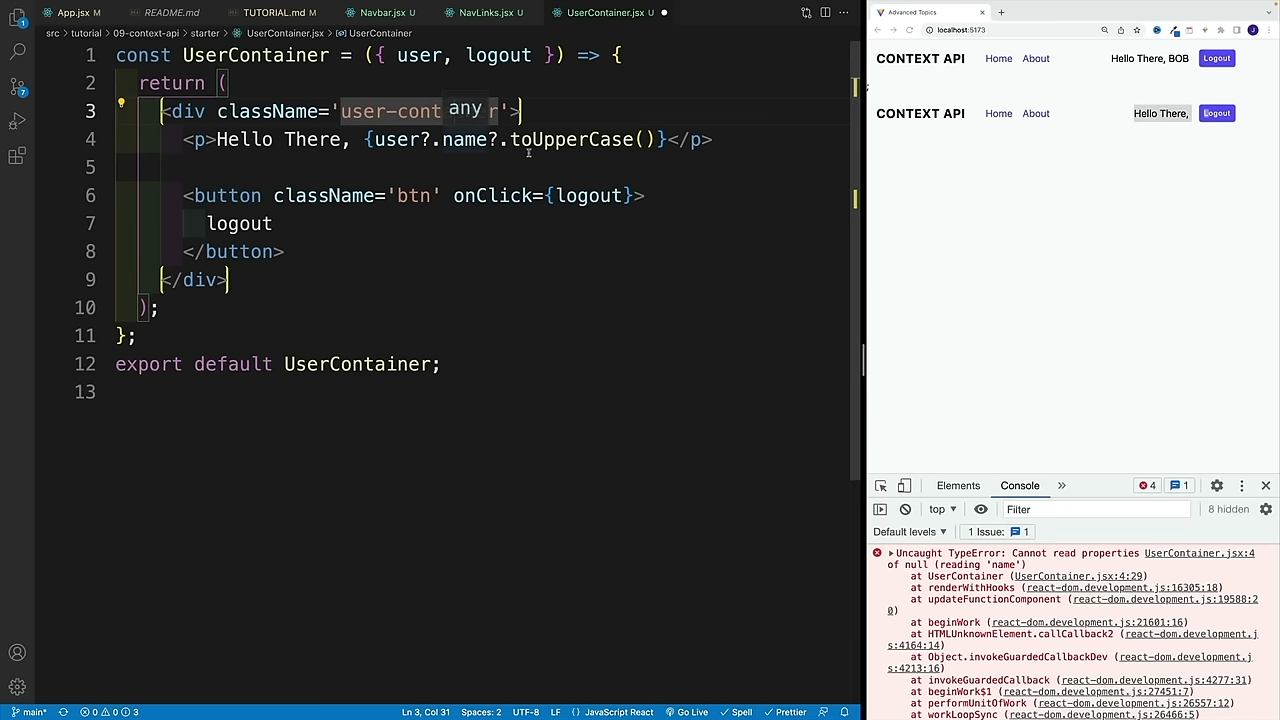 App.jsx M
README.md
TUTORIAL.md M
Navbar.jsx U
NavLinks.jsx U
UserContainer.jsx U
src > tutorial > 09-context-api > starter > UserContainer.jsx > UserContainer
1 const UserContainer = ({ user, logout }) => {
2 return (
3 <div className='user-cont any r'>
4 <p>Hello There, {user?.name?.toUpperCase()}</p>
5
6 <button className='btn' onClick={logout}>
7 logout
8 </button>
9 </div>
10 );
11 };
12 export default UserContainer;
13
1
7
main* 0 0 3 Ln 3, Col 31 Spaces: 2 UTF-8 LF { } JavaScript React Go Live Spell Prettier
Advanced Topics
localhost:5173
J
CONTEXT API Home About Hello There, BOB Logout
;
CONTEXT API Home About Hello There, Logout
Elements Console » 4 1
top Filter 8 hidden
Default levels 1 Issue: 1
Uncaught TypeError: Cannot read properties UserContainer.jsx:4
of null (reading 'name')
at UserContainer (UserContainer.jsx:4:29)
at renderWithHooks (react-dom.development.js:16305:18)
at updateFunctionComponent (react-dom.development.js:19588:2
0)
at beginWork (react-dom.development.js:21601:16)
at HTMLUnknownElement.callCallback2 (react-dom.development.j
s:4164:14)
at Object.invokeGuardedCallbackDev (react-dom.development.j
s:4213:16)
at invokeGuardedCallback (react-dom.development.js:4277:31)
at beginWork$1 (react-dom.development.js:27451:7)
at performUnitOfWork (react-dom.development.js:26557:12)
at workLoopSync (react-dom.development.js:26466:5)